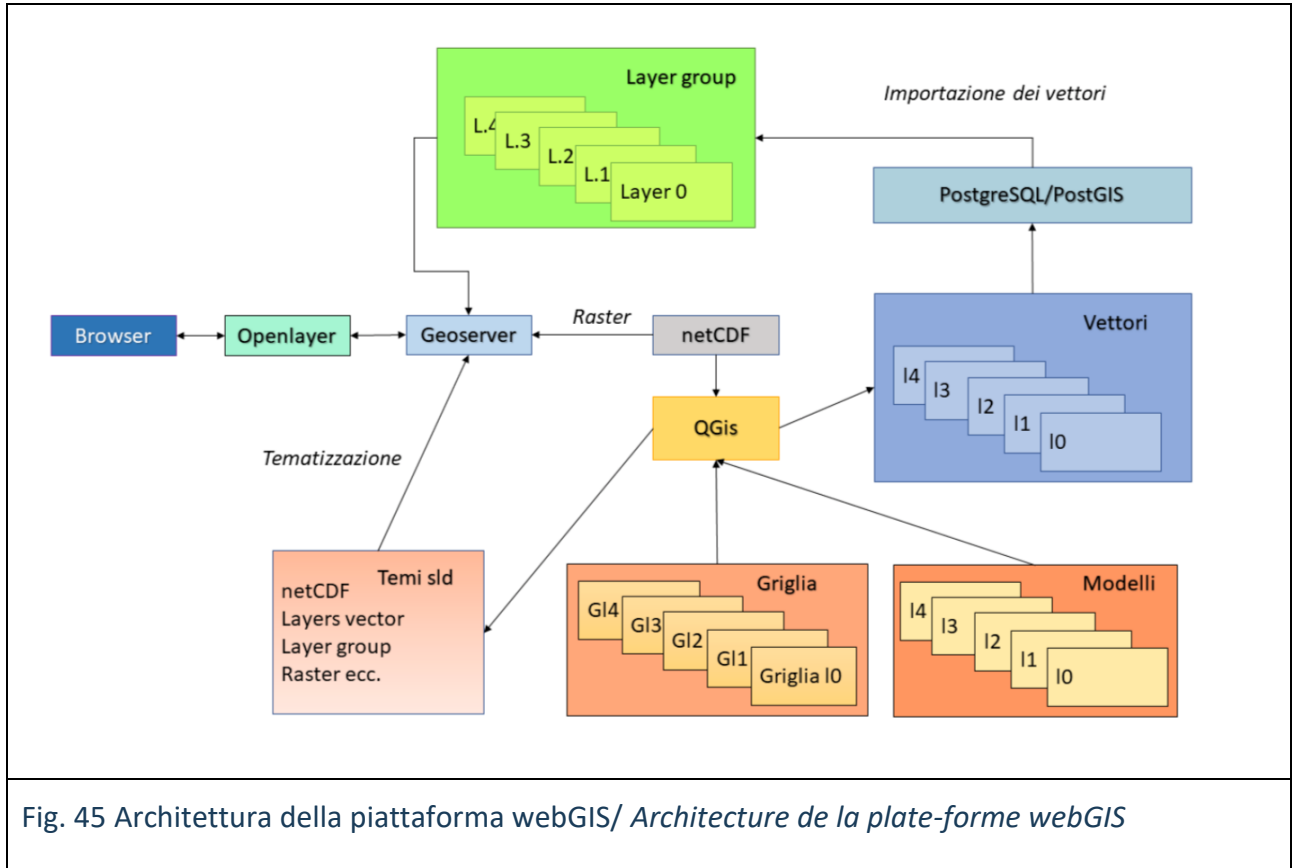 Layer group
L.4
L.3
L.2
L.1
Layer 0
Importazione dei vettori
PostgreSQL/PostGIS
Browser
Openlayer
Geoserver
Raster
netCDF
Vettori
l4
l3
l2
l1
l0
QGis
Tematizzazione
Temi sld
netCDF
Layers vector
Layer group
Raster ecc.
Griglia
Gl4
Gl3
Gl2
Gl1
Griglia l0
Modelli
l4
l3
l2
l1
l0
Fig. 45 Architettura della piattaforma webGIS/ Architecture de la plate-forme webGIS